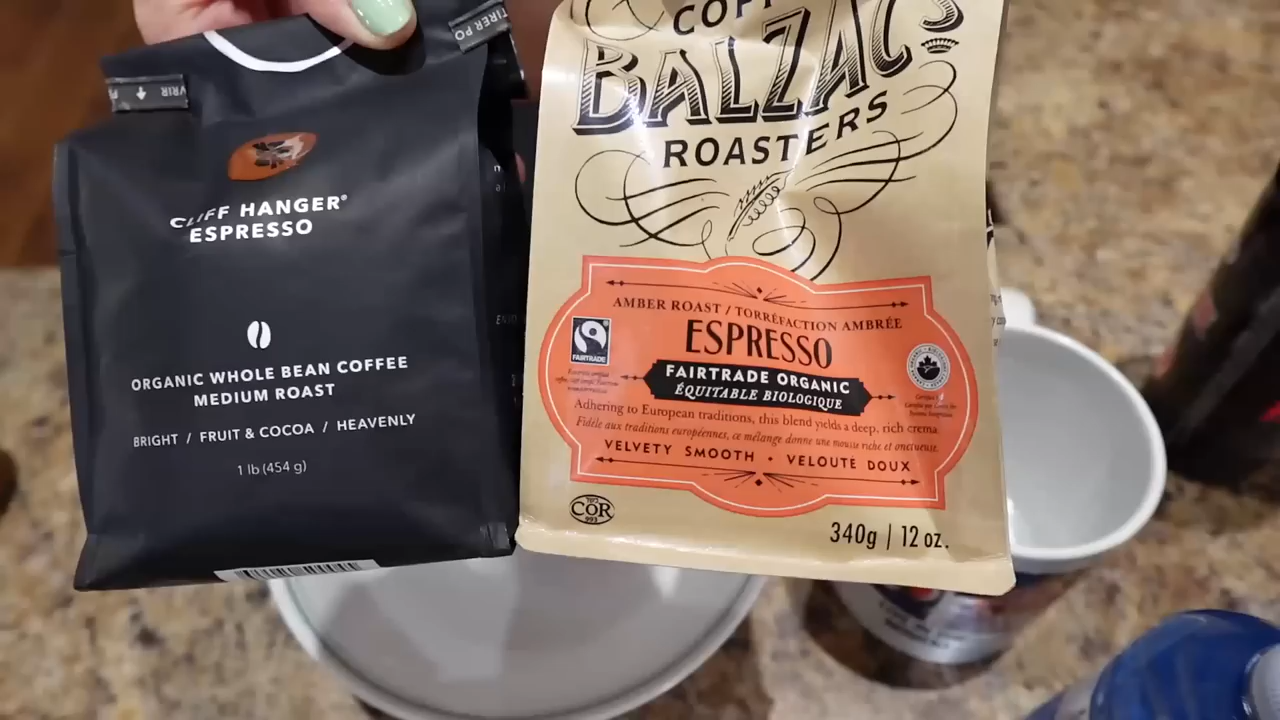 CLIFF HANGER®
ESPRESSO
ORGANIC WHOLE BEAN COFFEE
MEDIUM ROAST
BRIGHT / FRUIT & COCOA / HEAVENLY
1 lb (454 g)
BALZAC'S
ROASTERS
AMBER ROAST / TORRÉFACTION AMBRÉE
ESPRESSO
FAIRTRADE
FAIRTRADE ORGANIC
ÉQUITABLE BIOLOGIQUE
Adhering to European traditions, this blend yields a deep, rich crema.
Fidèle aux traditions européennes, ce mélange donne une mousse riche et onctueuse.
VELVETY SMOOTH • VELOUTÉ DOUX
COR
993
340g | 12 oz.